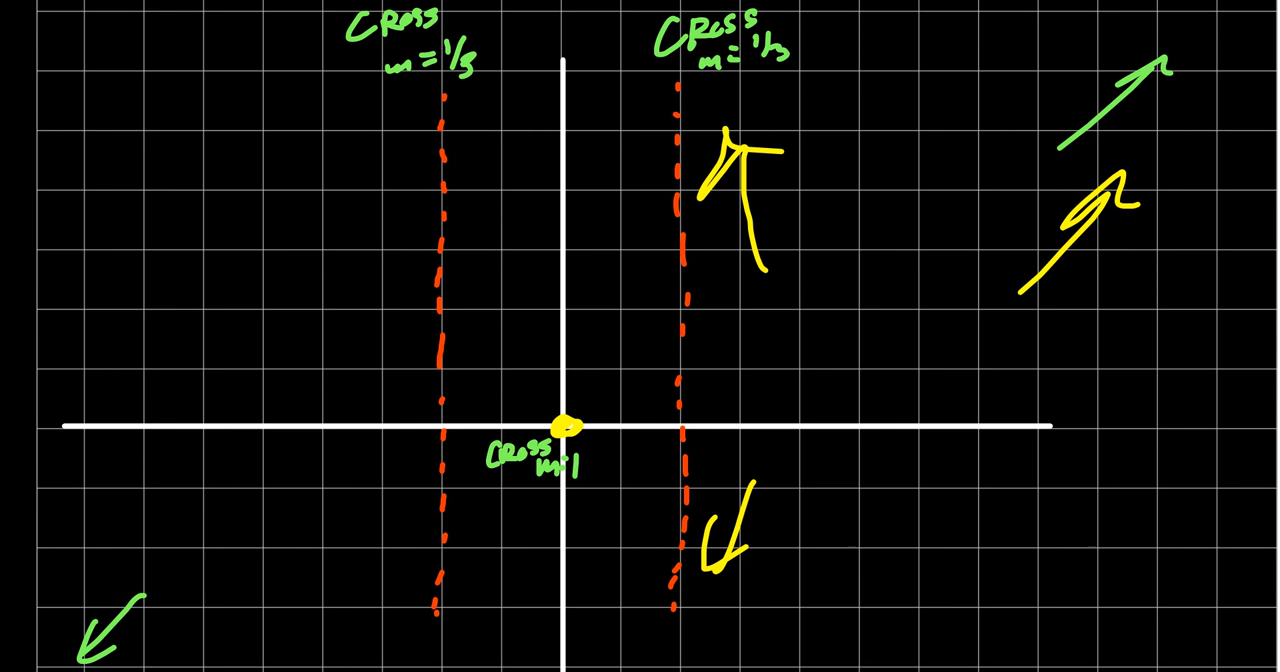 CROSS
m = 1/3
CROSS
m = 1/3
CROSS
m=1